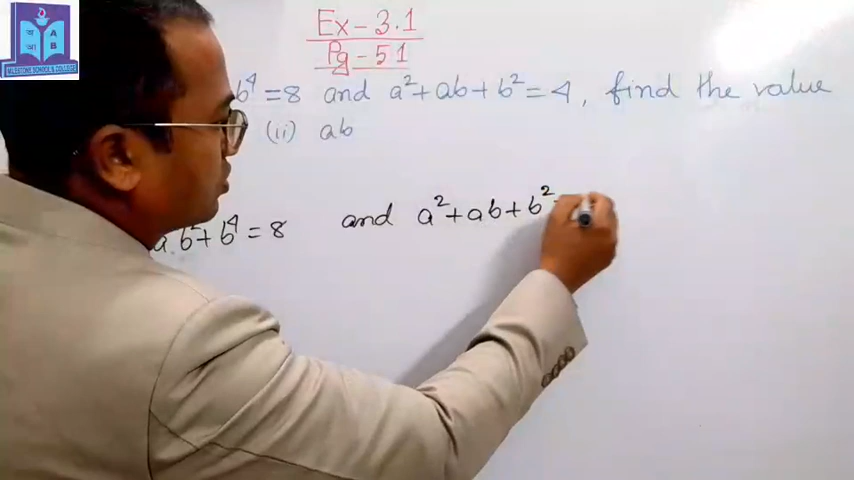 Ex-3.1
Pg-51
b⁴ = 8 and a² + ab + b² = 4, find the value
(ii) ab
a b² + b⁴ = 8 and a² + ab + b²